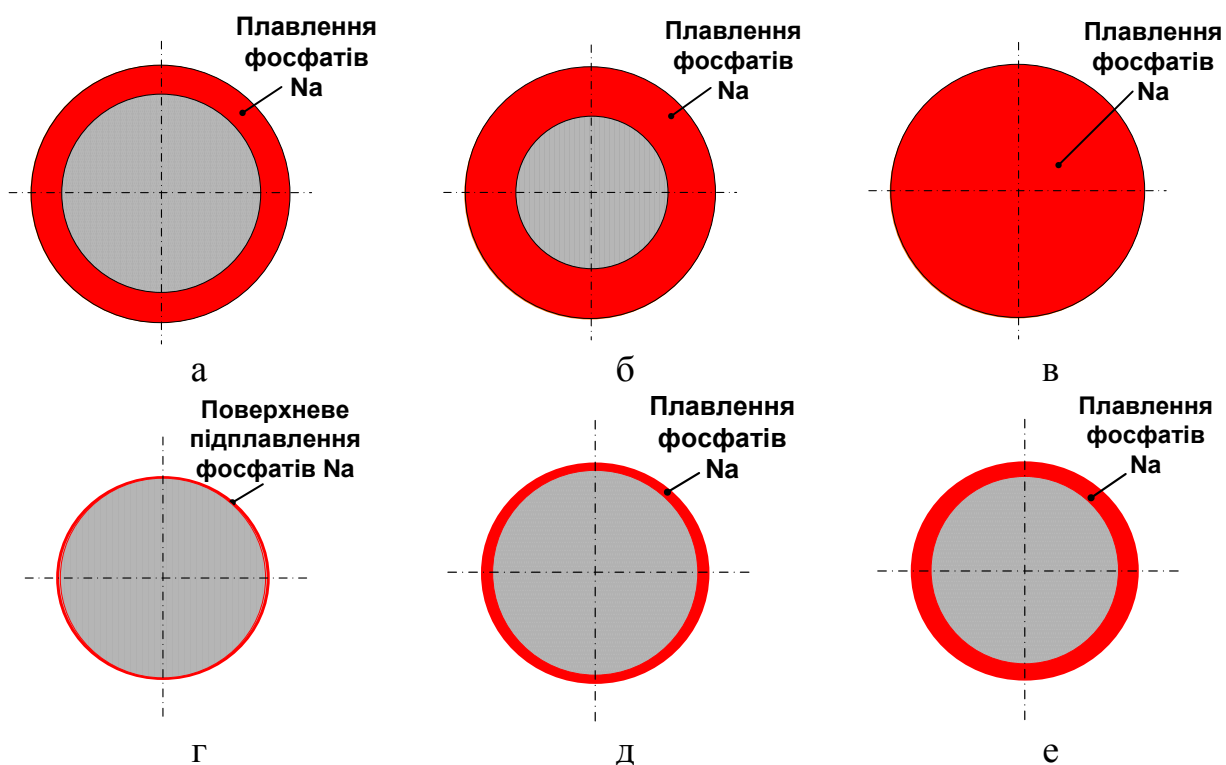 Плавлення
фосфатів
Na
Плавлення
фосфатів
Na
Плавлення
фосфатів
Na
а
б
в
Поверхневе
підплавлення
фосфатів Na
Плавлення
фосфатів
Na
Плавлення
фосфатів
Na
г
д
е